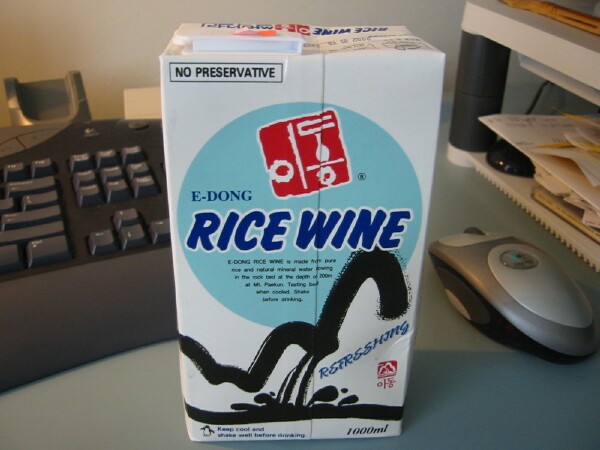 RICE WINE
NO PRESERVATIVE
이동
®
E-DONG
RICE WINE
E-DONG RICE WINE is made from pure
rice and natural mineral water flowing
in the rock bed at the depth of 200m
at Mt. Paekun. Tasting best
when cooled. Shake
before drinking.
REFRESHING
이동
Keep cool and
shake well before drinking.
1000ml